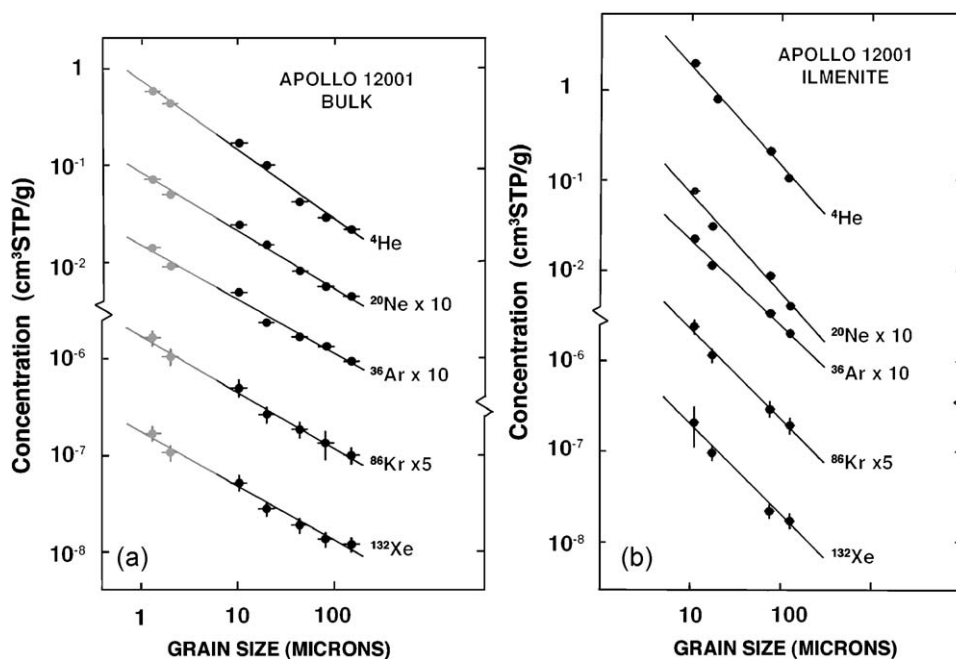 APOLLO 12001
BULK
Concentration (cm³STP/g)
1
10⁻¹
10⁻²
10⁻⁶
10⁻⁷
10⁻⁸
⁴He
²⁰Ne x 10
³⁶Ar x 10
⁸⁶Kr x5
¹³²Xe
(a)
1 10 100
GRAIN SIZE (MICRONS)
APOLLO 12001
ILMENITE
Concentration (cm³STP/g)
1
10⁻¹
10⁻²
10⁻⁶
10⁻⁷
10⁻⁸
⁴He
²⁰Ne x 10
³⁶Ar x 10
⁸⁶Kr x5
¹³²Xe
(b)
10 100
GRAIN SIZE (MICRONS)